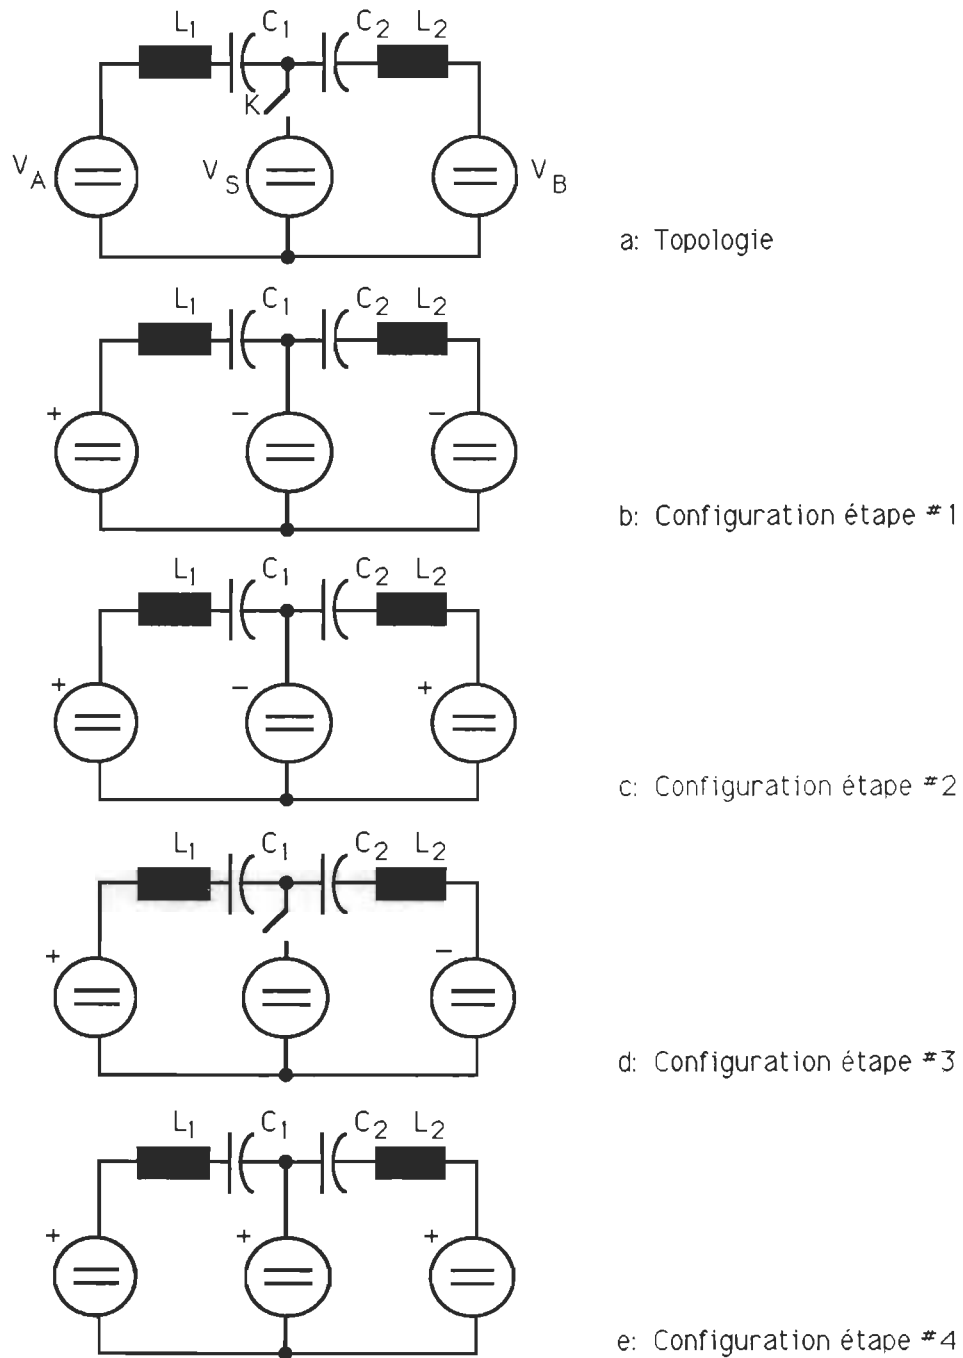 L1 C1 C2 L2
K
VA VS VB
a: Topologie
L1 C1 C2 L2
+ - -
b: Configuration étape #1
L1 C1 C2 L2
+ - +
c: Configuration étape #2
L1 C1 C2 L2
+ -
d: Configuration étape #3
L1 C1 C2 L2
+ + +
e: Configuration étape #4